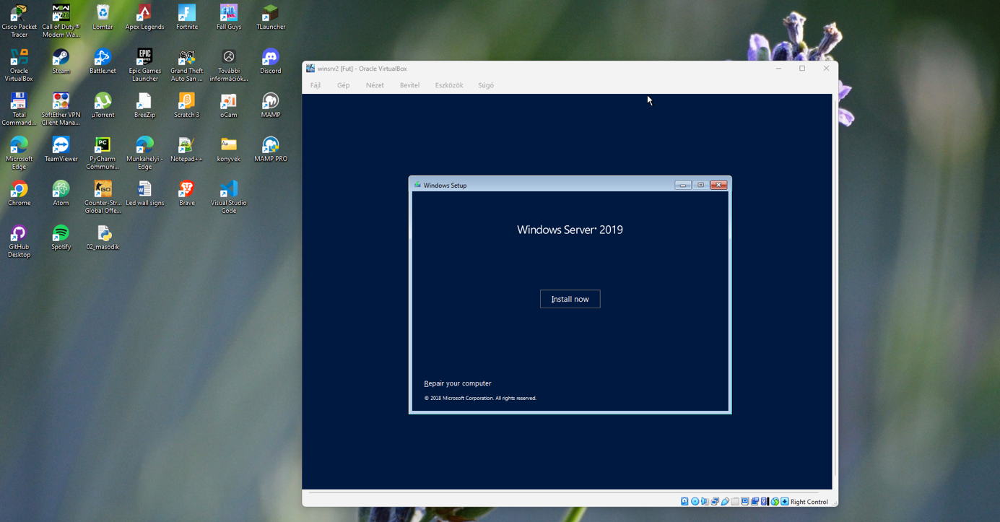 Cisco Packet
Tracer
Call of Duty®
Modern Wa...
Lomtár
Apex Legends
Fortnite
Fall Guys
TLauncher
Oracle
VirtualBox
Steam
Battle.net
Epic Games
Launcher
Grand Theft
Auto San ...
További
információk...
Discord
Total
Command...
SoftEther VPN
Client Mana...
µTorrent
BreeZip
Scratch 3
oCam
MAMP
Microsoft
Edge
TeamViewer
PyCharm
Communi...
Munkahelyi -
Edge
Notepad++
konyvek
MAMP PRO
Chrome
Atom
Counter-Str...
Global Offe...
Led wall signs
Brave
Visual Studio
Code
GitHub
Desktop
Spotify
02_masodik
winsrv2 [Fut] - Oracle VirtualBox
Fájl Gép Nézet Bevitel Eszközök Súgó
Windows Setup
Windows Server® 2019
Install now
Repair your computer
© 2018 Microsoft Corporation. All rights reserved.
Right Control